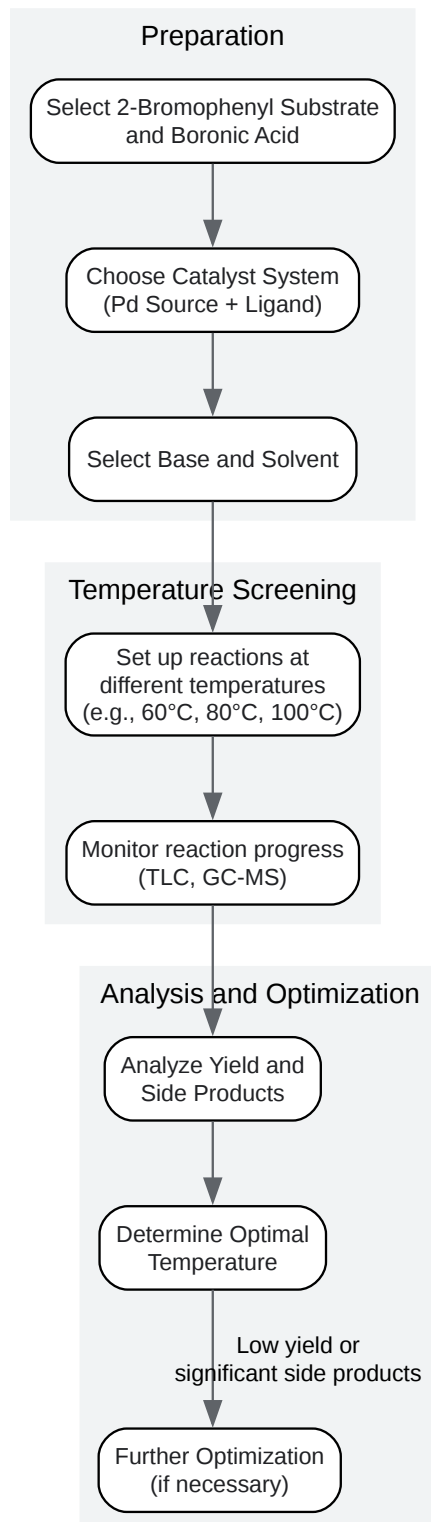 Preparation
Select 2-Bromophenyl Substrate
and Boronic Acid
Choose Catalyst System
(Pd Source + Ligand)
Select Base and Solvent
Temperature Screening
Set up reactions at
different temperatures
(e.g., 60°C, 80°C, 100°C)
Monitor reaction progress
(TLC, GC-MS)
Analysis and Optimization
Analyze Yield and
Side Products
Determine Optimal
Temperature
Low yield or
significant side products
Further Optimization
(if necessary)